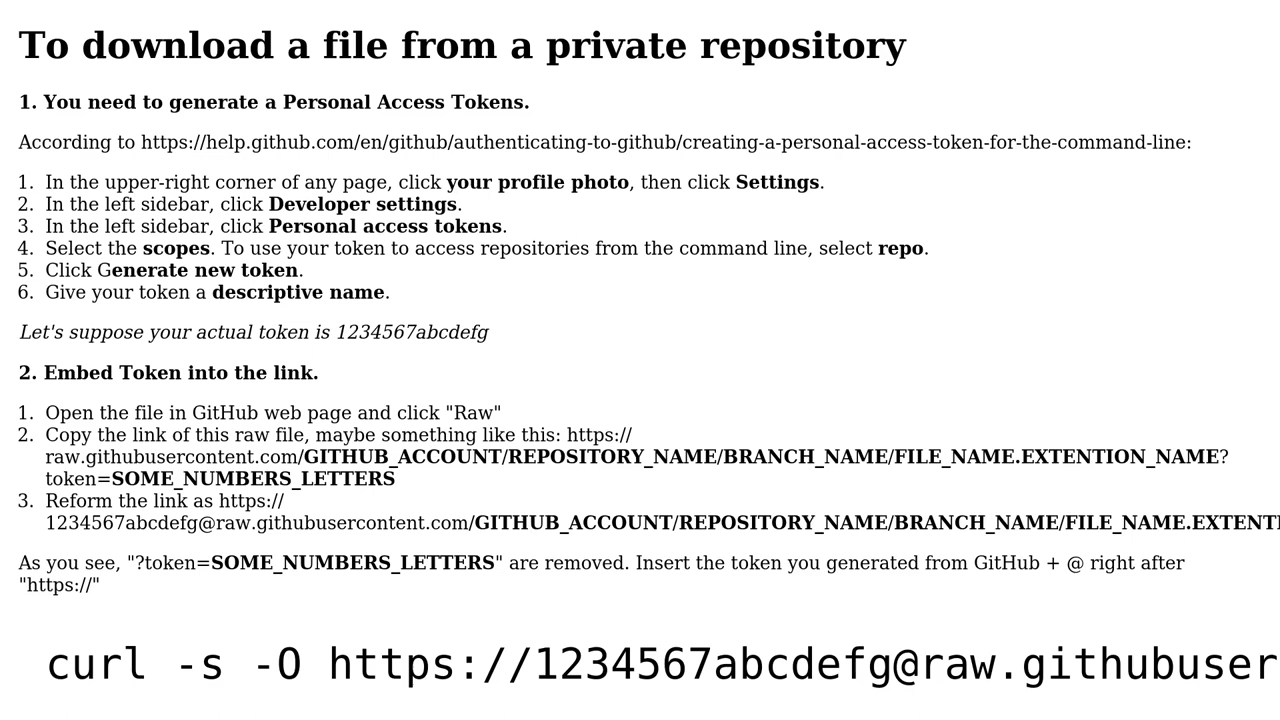 To download a file from a private repository
1. You need to generate a Personal Access Tokens.
According to https://help.github.com/en/github/authenticating-to-github/creating-a-personal-access-token-for-the-command-line:
1. In the upper-right corner of any page, click your profile photo, then click Settings.
2. In the left sidebar, click Developer settings.
3. In the left sidebar, click Personal access tokens.
4. Select the scopes. To use your token to access repositories from the command line, select repo.
5. Click Generate new token.
6. Give your token a descriptive name.
Let's suppose your actual token is 1234567abcdefg
2. Embed Token into the link.
1. Open the file in GitHub web page and click "Raw"
2. Copy the link of this raw file, maybe something like this: https://
raw.githubusercontent.com/GITHUB_ACCOUNT/REPOSITORY_NAME/BRANCH_NAME/FILE_NAME.EXTENTION_NAME?
token=SOME_NUMBERS_LETTERS
3. Reform the link as https://
1234567abcdefg@raw.githubusercontent.com/GITHUB_ACCOUNT/REPOSITORY_NAME/BRANCH_NAME/FILE_NAME.EXTENTI
As you see, "?token=SOME_NUMBERS_LETTERS" are removed. Insert the token you generated from GitHub + @ right after
"https://"
curl -s -O https://1234567abcdefg@raw.githubuser